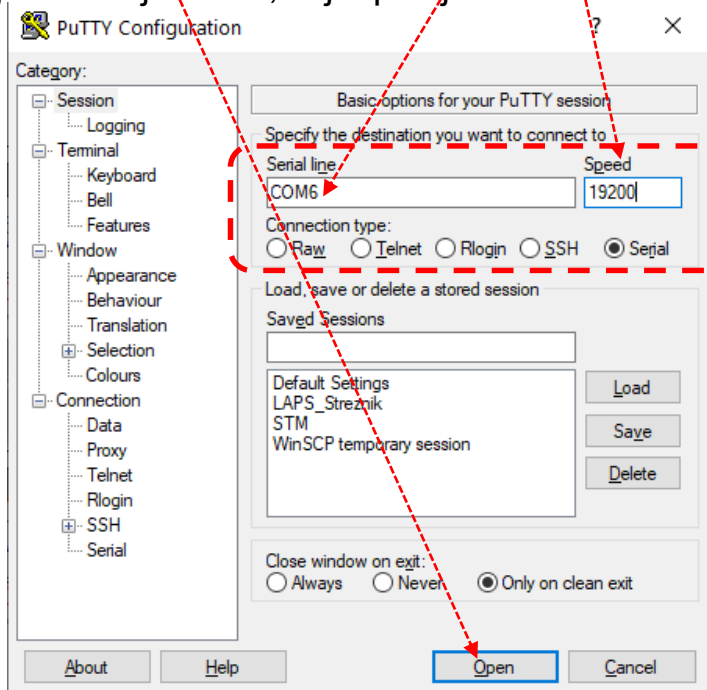 PuTTY Configuration ? ×
Category:
Session
Logging
Terminal
Keyboard
Bell
Features
Window
Appearance
Behaviour
Translation
Selection
Colours
Connection
Data
Proxy
Telnet
Rlogin
SSH
Serial
Basic options for your PuTTY session
Specify the destination you want to connect to
Serial line Speed
COM6 19200
Connection type:
Raw Telnet Rlogin SSH Serial
Load, save or delete a stored session
Saved Sessions
Default Settings
LAPS_Streznik
STM
WinSCP temporary session
Load
Save
Delete
Close window on exit:
Always Never Only on clean exit
About Help Open Cancel